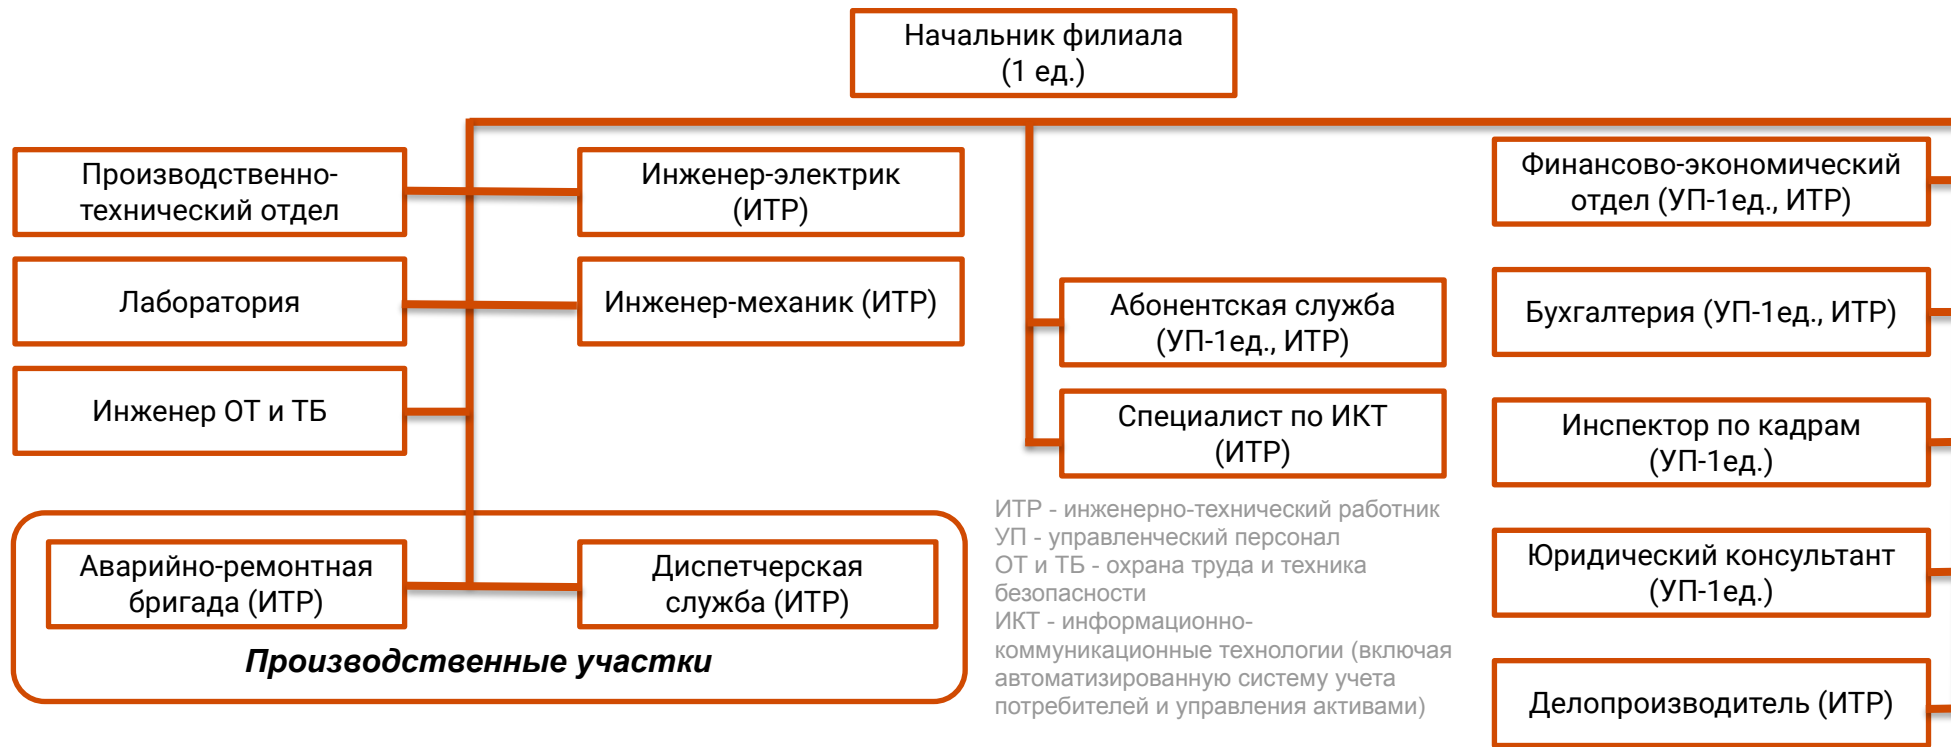 Начальник филиала
(1 ед.)
Производственно-
технический отдел
Инженер-электрик
(ИТР)
Лаборатория
Инженер-механик (ИТР)
Инженер ОТ и ТБ
Аварийно-ремонтная
бригада (ИТР)
Диспетчерская
служба (ИТР)
Производственные участки
Абонентская служба
(УП-1ед., ИТР)
Специалист по ИКТ
(ИТР)
ИТР - инженерно-технический работник
УП - управленческий персонал
ОТ и ТБ - охрана труда и техника
безопасности
ИКТ - информационно-
коммуникационные технологии (включая
автоматизированную систему учета
потребителей и управления активами)
Финансово-экономический
отдел (УП-1ед., ИТР)
Бухгалтерия (УП-1ед., ИТР)
Инспектор по кадрам
(УП-1ед.)
Юридический консультант
(УП-1ед.)
Делопроизводитель (ИТР)